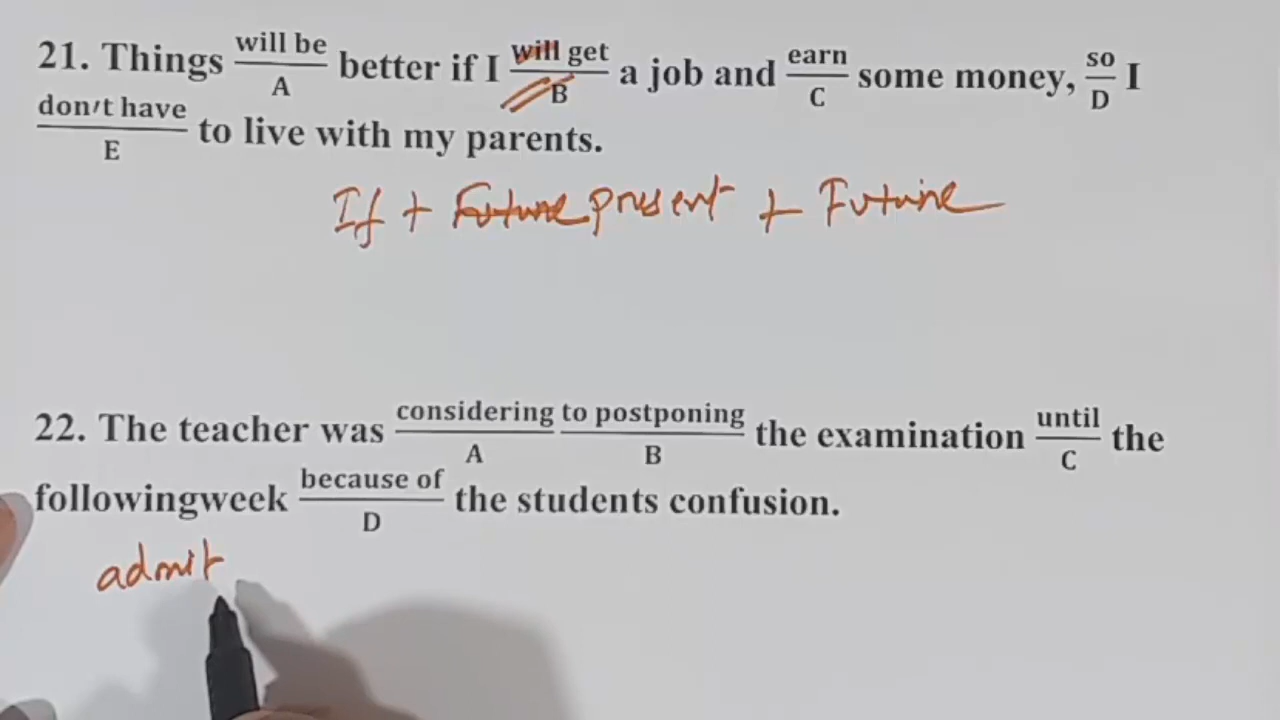 21. Things will be better if I will get a job and earn some money, so I
A B C D
don't have to live with my parents.
E
If + Future present + Future
22. The teacher was considering to postponing the examination until the
A B C
followingweek because of the students confusion.
D
admit